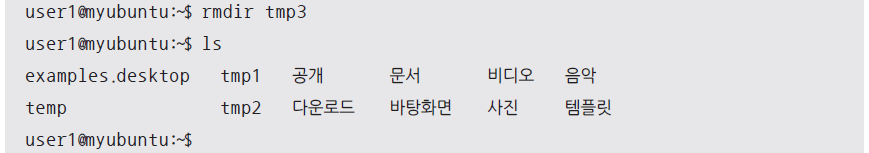 user1@myubuntu:~$ rmdir tmp3
user1@myubuntu:~$ ls
examples.desktop tmp1 공개 문서 비디오 음악
temp tmp2 다운로드 바탕화면 사진 템플릿
user1@myubuntu:~$